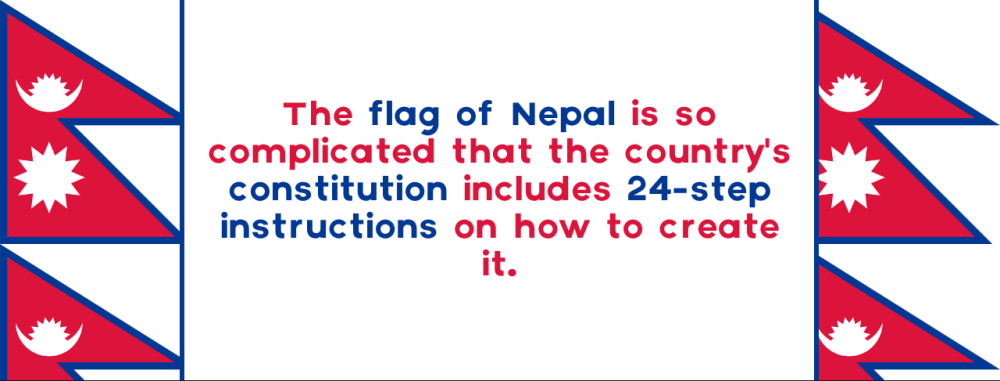 The flag of Nepal is so
complicated that the country's
constitution includes 24-step
instructions on how to create
it.